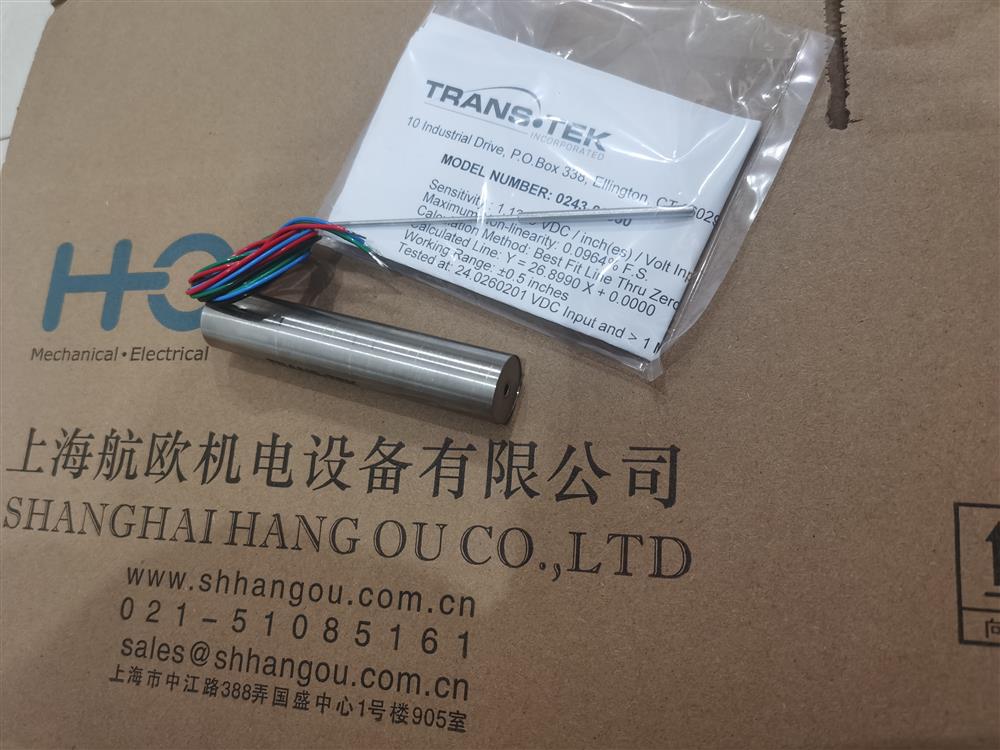 TRANS•TEK
INCORPORATED
10 Industrial Drive, P.O.Box 338, Ellington, CT
MODEL NUMBER:
Sensitivity: VDC / inch(es) / Volt
Maximum non-linearity: 0.0964% F.S
Calculation Method: Best Fit Line Thru Zero
Calculated Line: Y = 26.8990 X + 0.0000
Working Range: ±0.5 inches
Tested at: 24.0260201 VDC Input and > 1
HO
Mechanical•Electrical
上海航欧机电设备有限公司
SHANGHAI HANG OU CO.,LTD
www.shhangou.com.cn
021-51085161
sales@shhangou.com.cn
上海市中江路388弄国盛中心1号楼905室
向